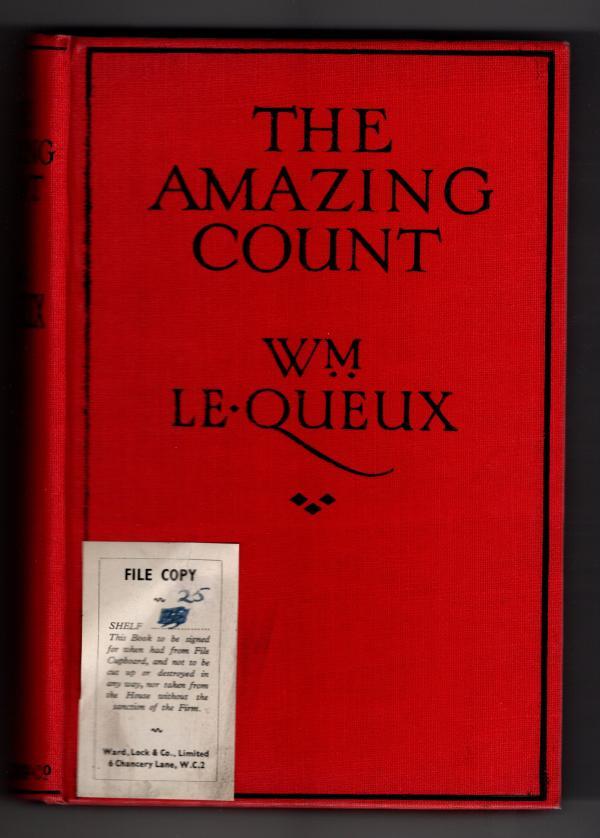 THE
AMAZING
COUNT
WM
LE·QUEUX
FILE COPY
25
SHELF
This Book to be signed
for when had from File
Cupboard, and not to be
cut up or destroyed in
any way, nor taken from
the House without the
sanction of the Firm.
Ward, Lock & Co., Limited
6 Chancery Lane, W.C.2